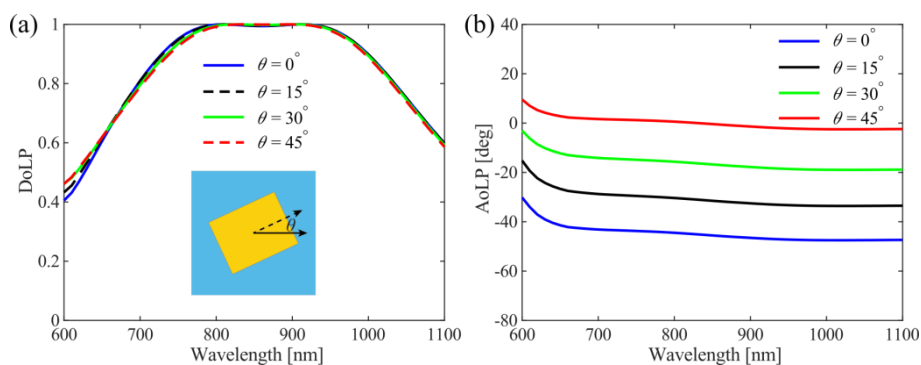 (a)
1
0.8
0.6
0.4
0.2
0
DoLP
θ = 0°
θ = 15°
θ = 30°
θ = 45°
θ
600 700 800 900 1000 1100
Wavelength [nm]
(b)
40
20
0
-20
-40
-60
-80
AoLP [deg]
θ = 0°
θ = 15°
θ = 30°
θ = 45°
600 700 800 900 1000 1100
Wavelength [nm]